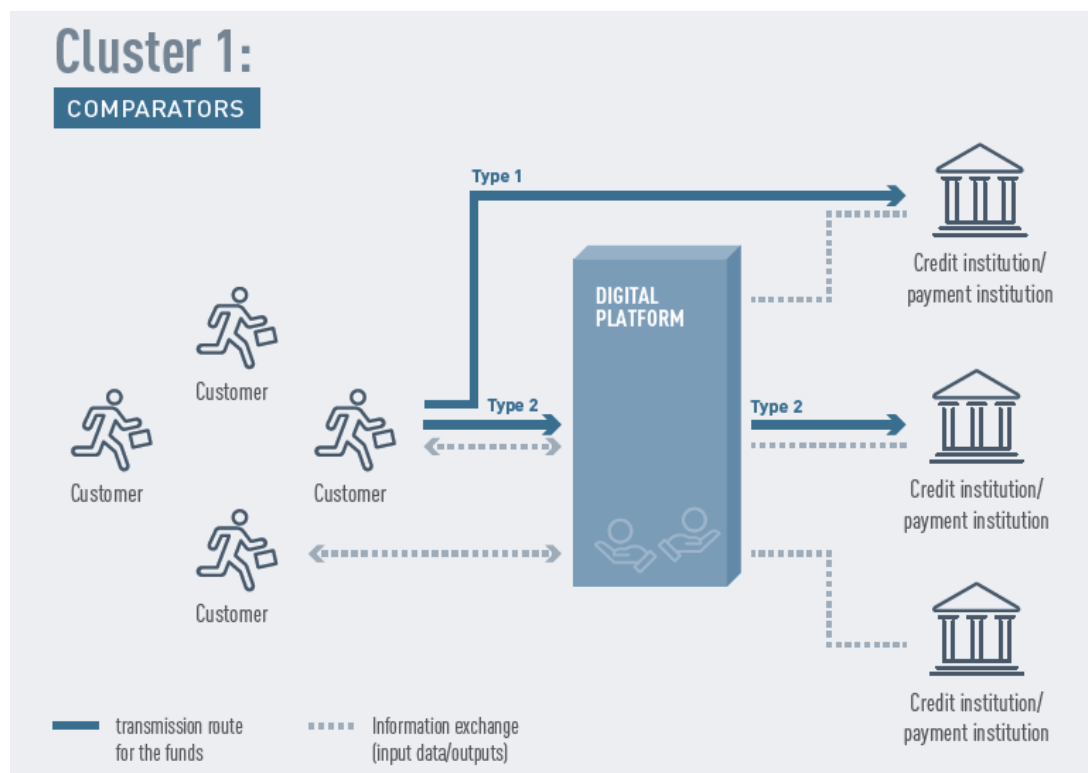 Cluster 1:
COMPARATORS
Type 1
Credit institution/
payment institution
DIGITAL
PLATFORM
Customer
Type 2
Type 2
Customer
Customer
Credit institution/
payment institution
Customer
Credit institution/
payment institution
transmission route
for the funds
Information exchange
(input data/outputs)